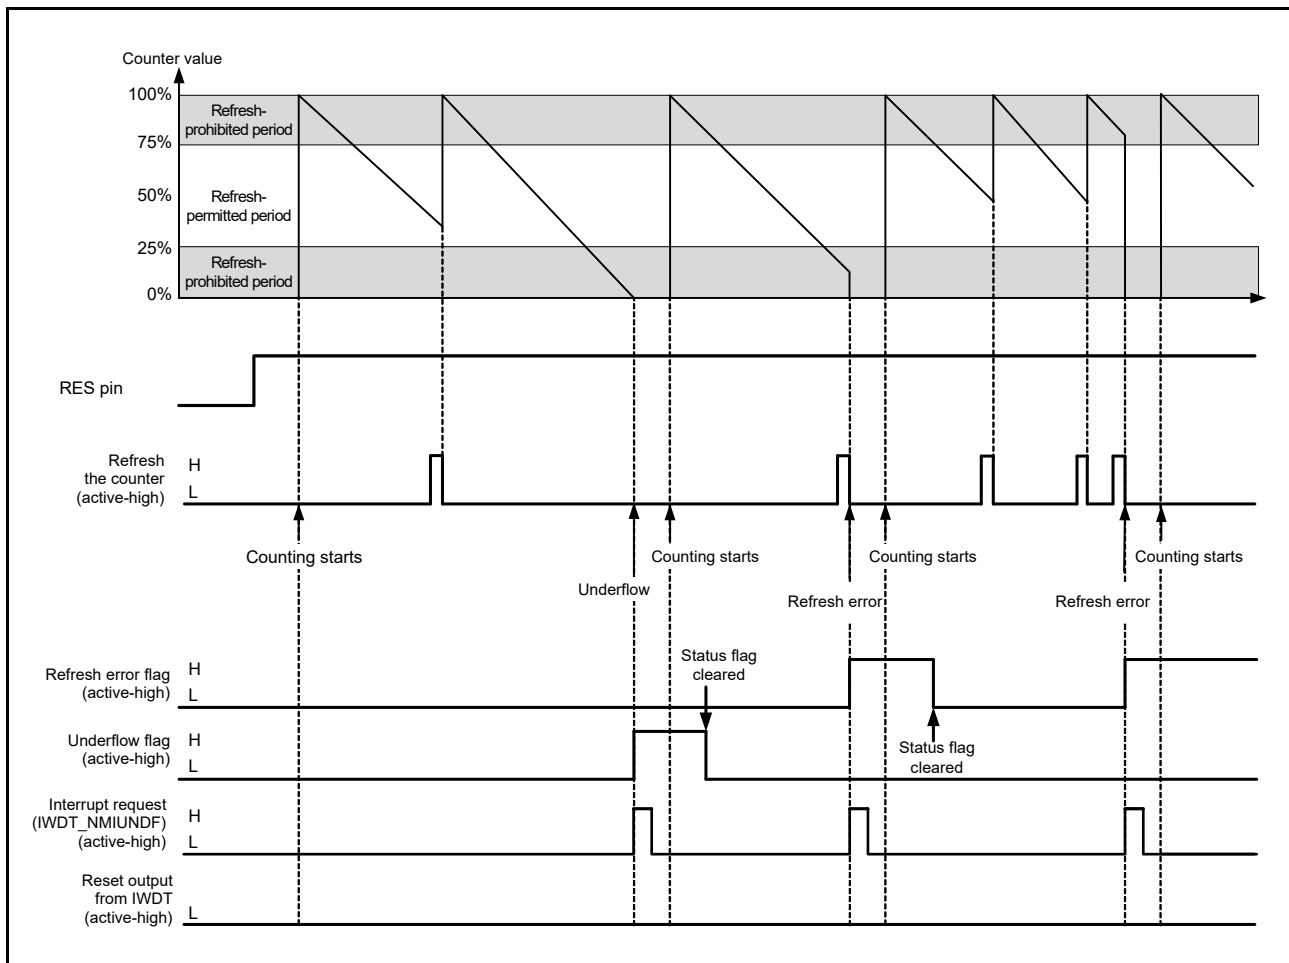 Counter value
100%
Refresh-
prohibited period
75%
50%
Refresh-
permitted period
25%
Refresh-
prohibited period
0%
RES pin
Refresh
the counter
(active-high)
H
L
Counting starts
Counting starts
Counting starts
Counting starts
Underflow
Refresh error
Refresh error
Refresh error flag
(active-high)
H
L
Status flag
cleared
Underflow flag
(active-high)
H
L
Status flag
cleared
Interrupt request
(IWDT_NMIUNDF)
(active-high)
H
L
Reset output
from IWDT
(active-high)
L